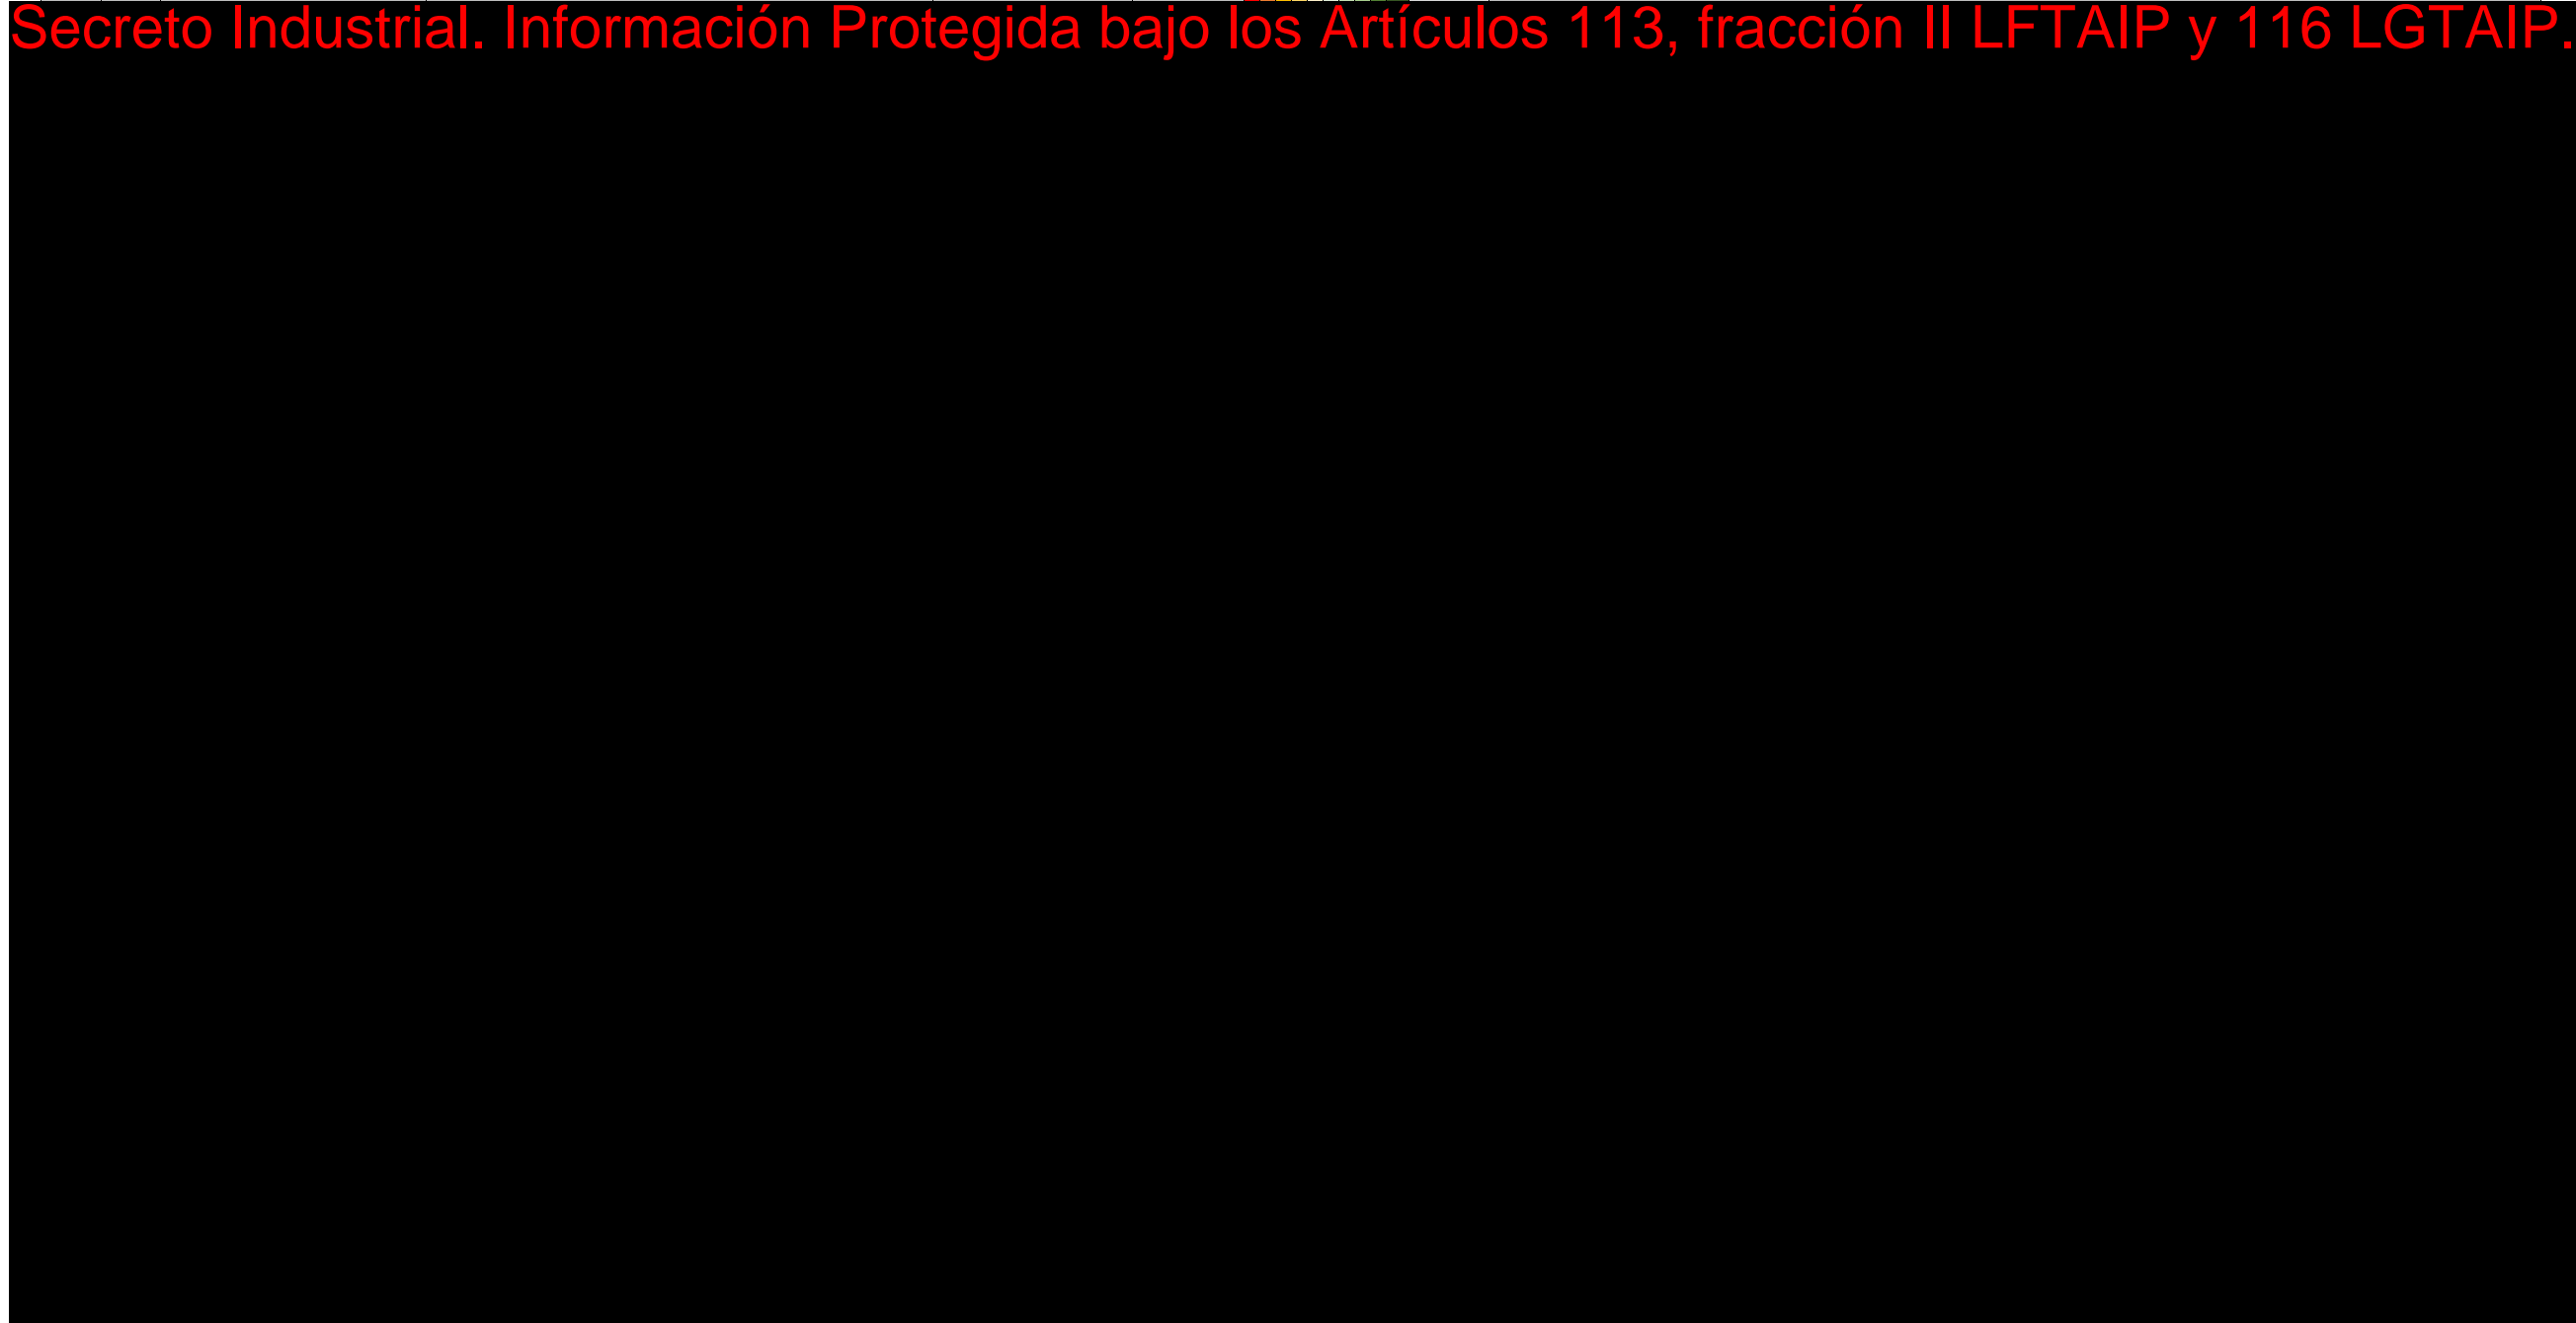 Secreto Industrial. Información Protegida bajo los Artículos 113, fracción II LFTAIP y 116 LGTAIP.